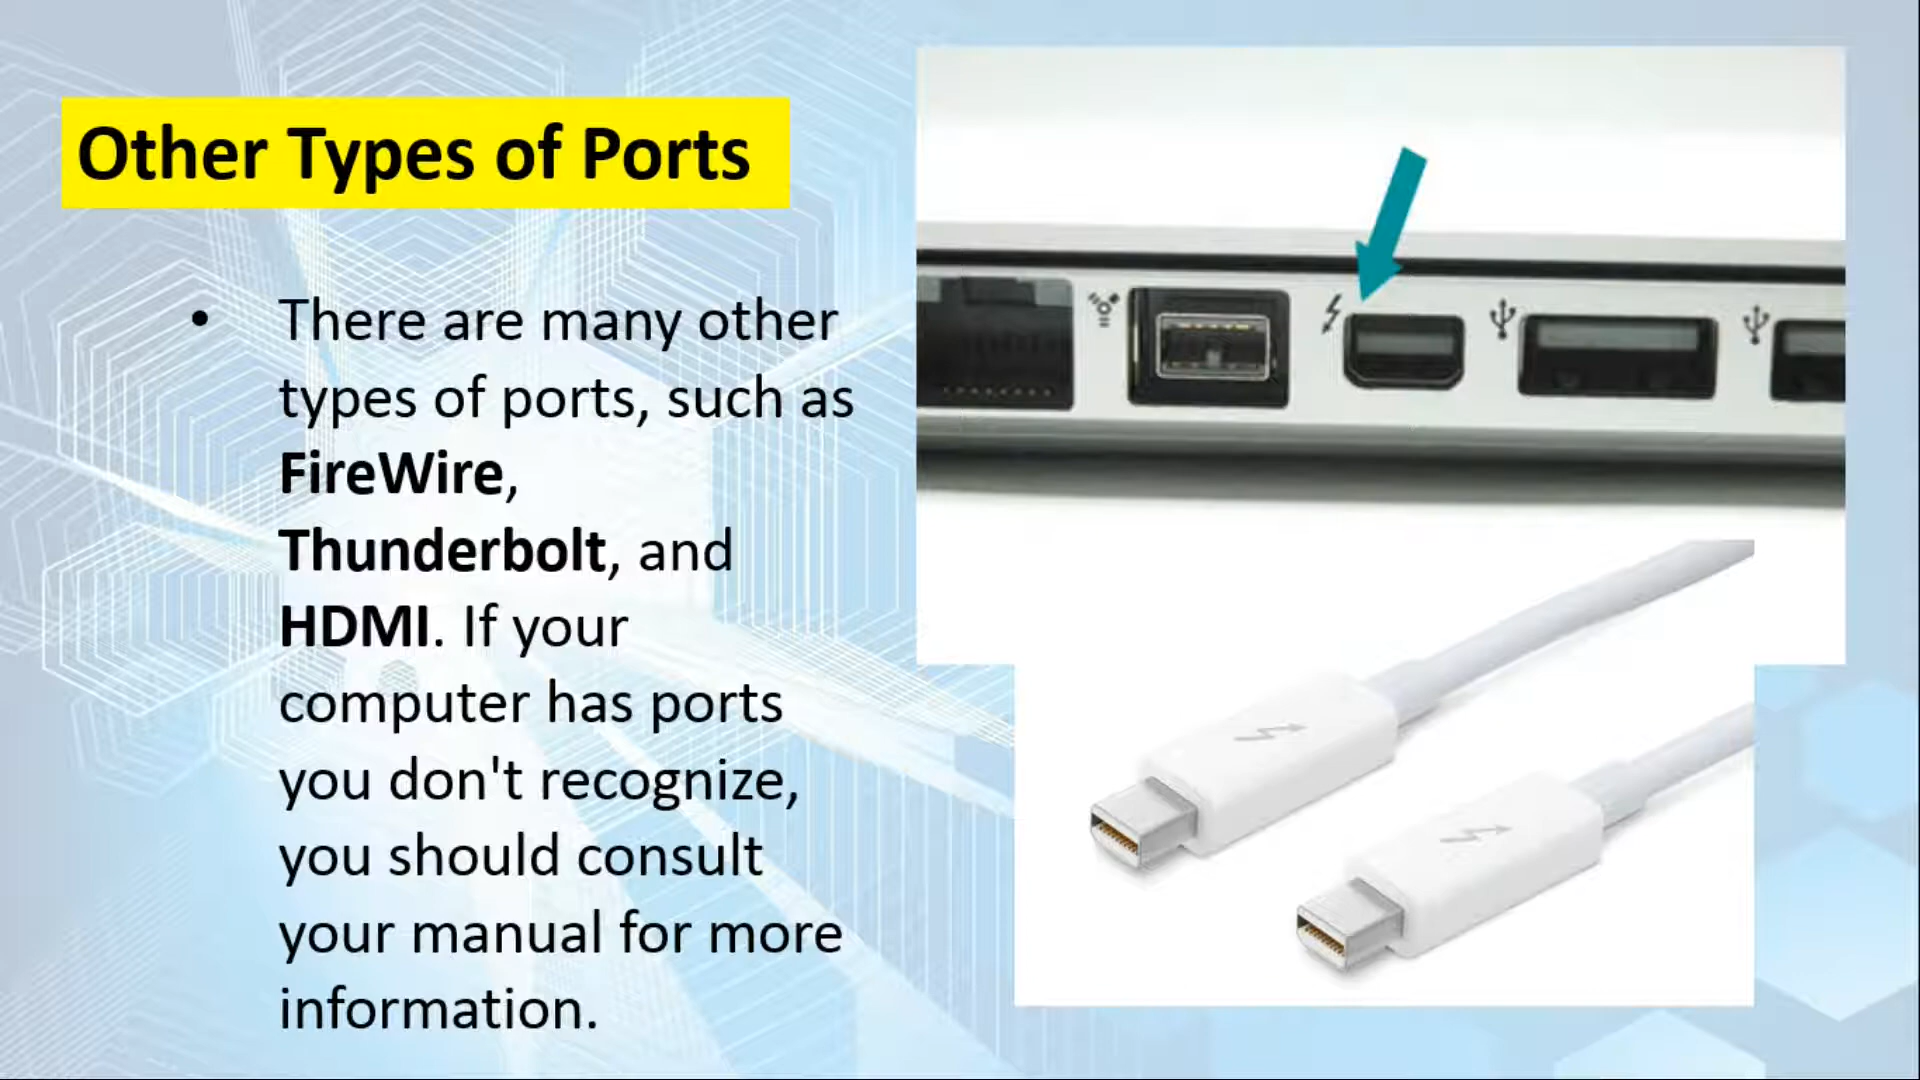 Other Types of Ports
• There are many other
types of ports, such as
FireWire,
Thunderbolt, and
HDMI. If your
computer has ports
you don't recognize,
you should consult
your manual for more
information.